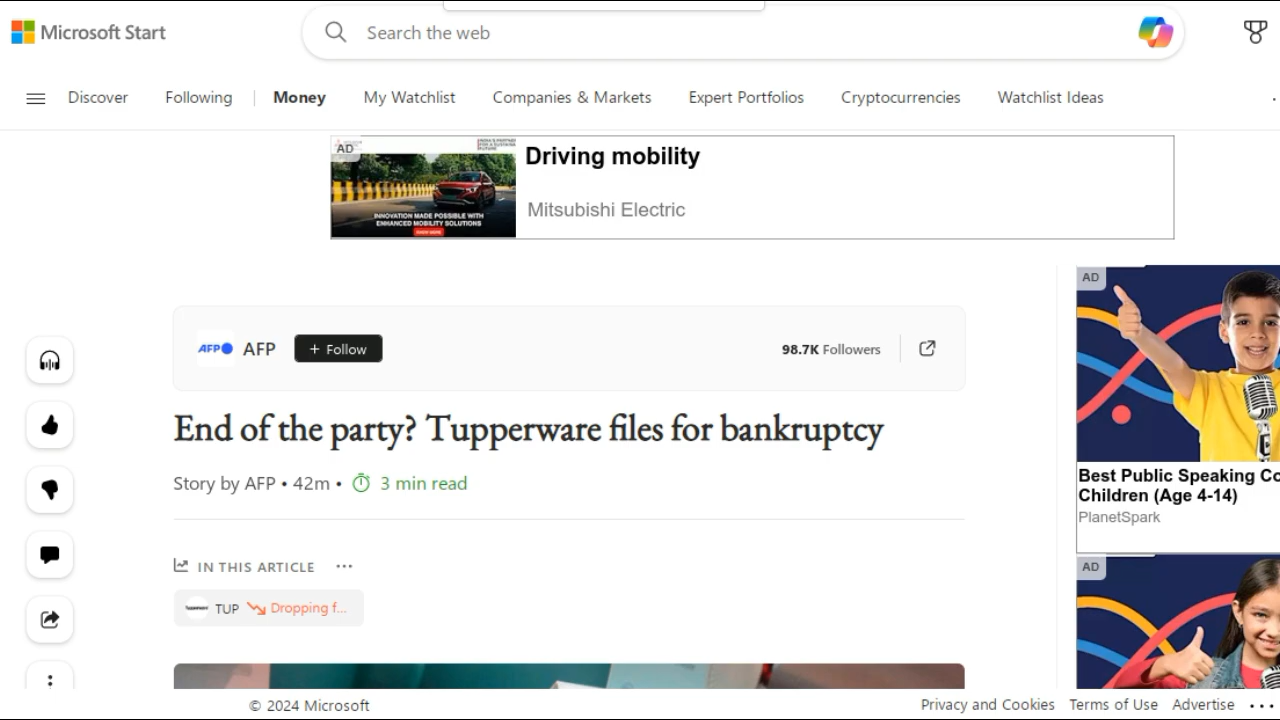 Microsoft Start
Search the web
Discover
Following
Money
My Watchlist
Companies & Markets
Expert Portfolios
Cryptocurrencies
Watchlist Ideas
AD
INNOVATION MADE POSSIBLE WITH
ENHANCED MOBILITY SOLUTIONS
Driving mobility
Mitsubishi Electric
AFP AFP + Follow 98.7K Followers
End of the party? Tupperware files for bankruptcy
Story by AFP • 42m • 3 min read
IN THIS ARTICLE ...
TUP Dropping f...
AD
Best Public Speaking Co
Children (Age 4-14)
PlanetSpark
AD
© 2024 Microsoft
Privacy and Cookies
Terms of Use
Advertise